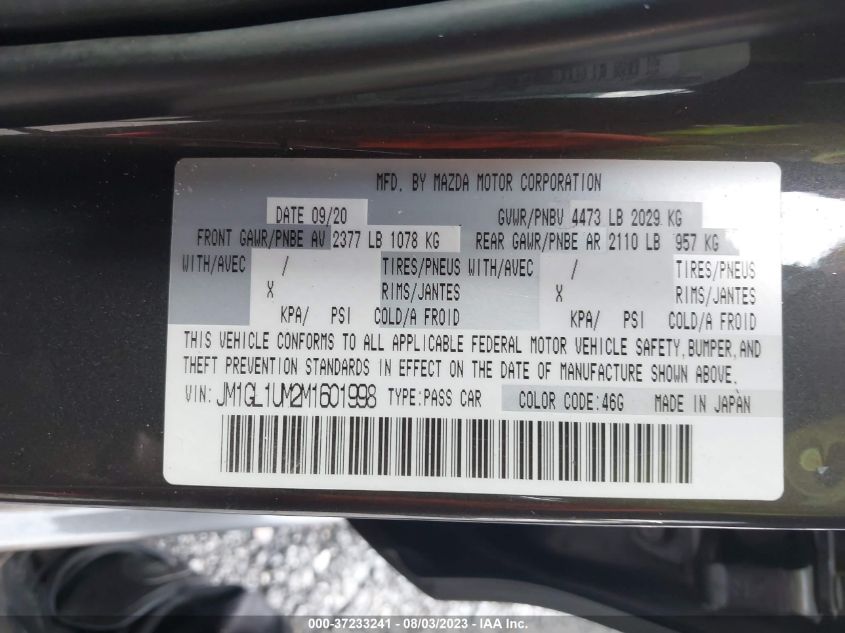 MFD. BY MAZDA MOTOR CORPORATION
DATE 09/20 GVWR/PNBV 4473 LB 2029 KG
FRONT GAWR/PNBE AV 2377 LB 1078 KG REAR GAWR/PNBE AR 2110 LB 957 KG
WITH/AVEC / TIRES/PNEUS WITH/AVEC / TIRES/PNEUS
X RIMS/JANTES X RIMS/JANTES
KPA/ PSI COLD/A FROID KPA/ PSI COLD/A FROID
THIS VEHICLE CONFORMS TO ALL APPLICABLE FEDERAL MOTOR VEHICLE SAFETY, BUMPER, AND
THEFT PREVENTION STANDARDS IN EFFECT ON THE DATE OF MANUFACTURE SHOWN ABOVE.
VIN: JM1GL1UM2M1601998 TYPE: PASS CAR COLOR CODE: 46G MADE IN JAPAN
000-37233241 - 08/03/2023 - IAAI Inc.